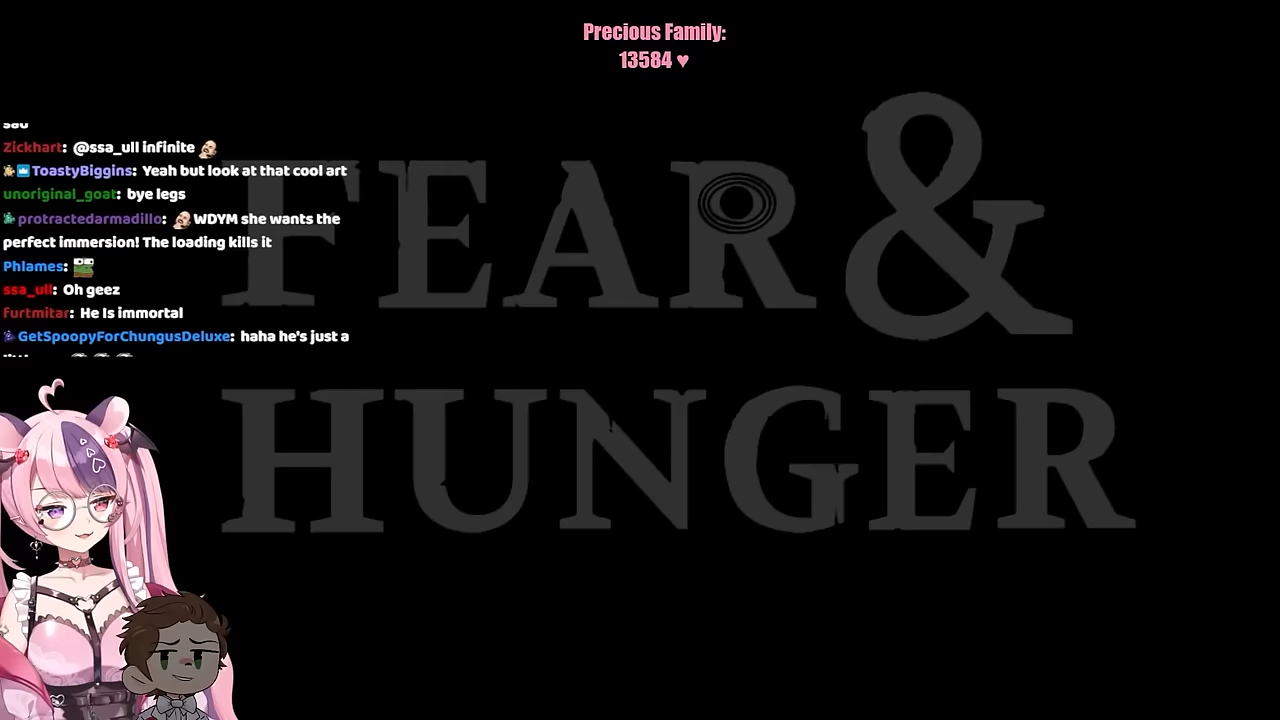 Precious Family:
13584 ♥
Zickhart: @ssa_ull infinite
ToastyBiggins: Yeah but look at that cool art
unoriginal_goat: bye legs
protractedarmadillo: WDYM she wants the
perfect immersion! The loading kills it
Phlames:
ssa_ull: Oh geez
furtmitar: He Is immortal
GetSpoopyForChungusDeluxe: haha he's just a
FEAR &
HUNGER